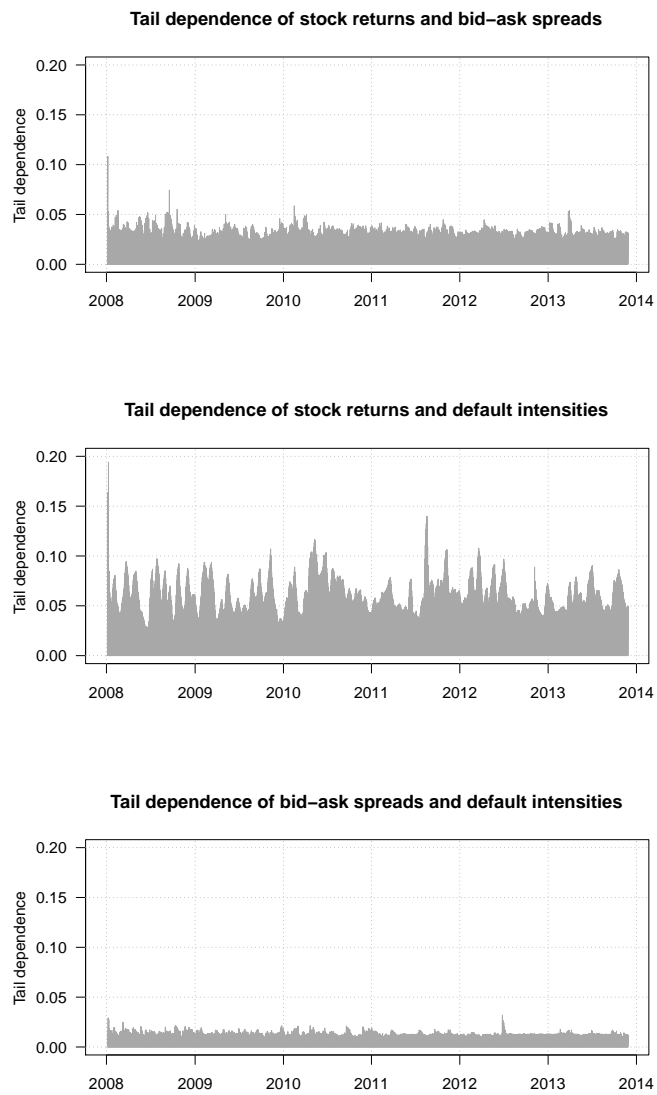 Tail dependence of stock returns and bid−ask spreads
Tail dependence
0.20
0.15
0.10
0.05
0.00
2008 2009 2010 2011 2012 2013 2014
Tail dependence of stock returns and default intensities
Tail dependence
0.20
0.15
0.10
0.05
0.00
2008 2009 2010 2011 2012 2013 2014
Tail dependence of bid−ask spreads and default intensities
Tail dependence
0.20
0.15
0.10
0.05
0.00
2008 2009 2010 2011 2012 2013 2014